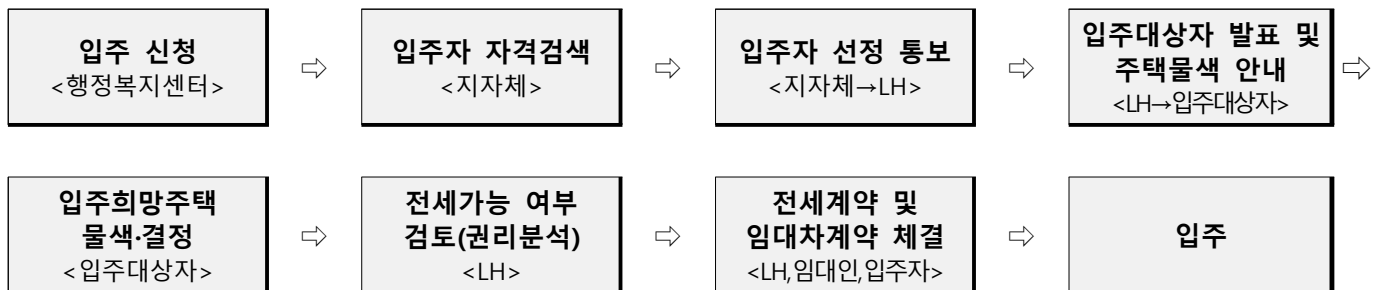 입주 신청
<행정복지센터>
⇨
입주자 자격검색
<지자체>
⇨
입주자 선정 통보
<지자체→LH>
⇨
입주대상자 발표 및
주택물색 안내
<LH→입주대상자>
⇨
입주희망주택
물색·결정
<입주대상자>
⇨
전세가능 여부
검토(권리분석)
<LH>
⇨
전세계약 및
임대차계약 체결
<LH,임대인,입주자>
⇨
입주